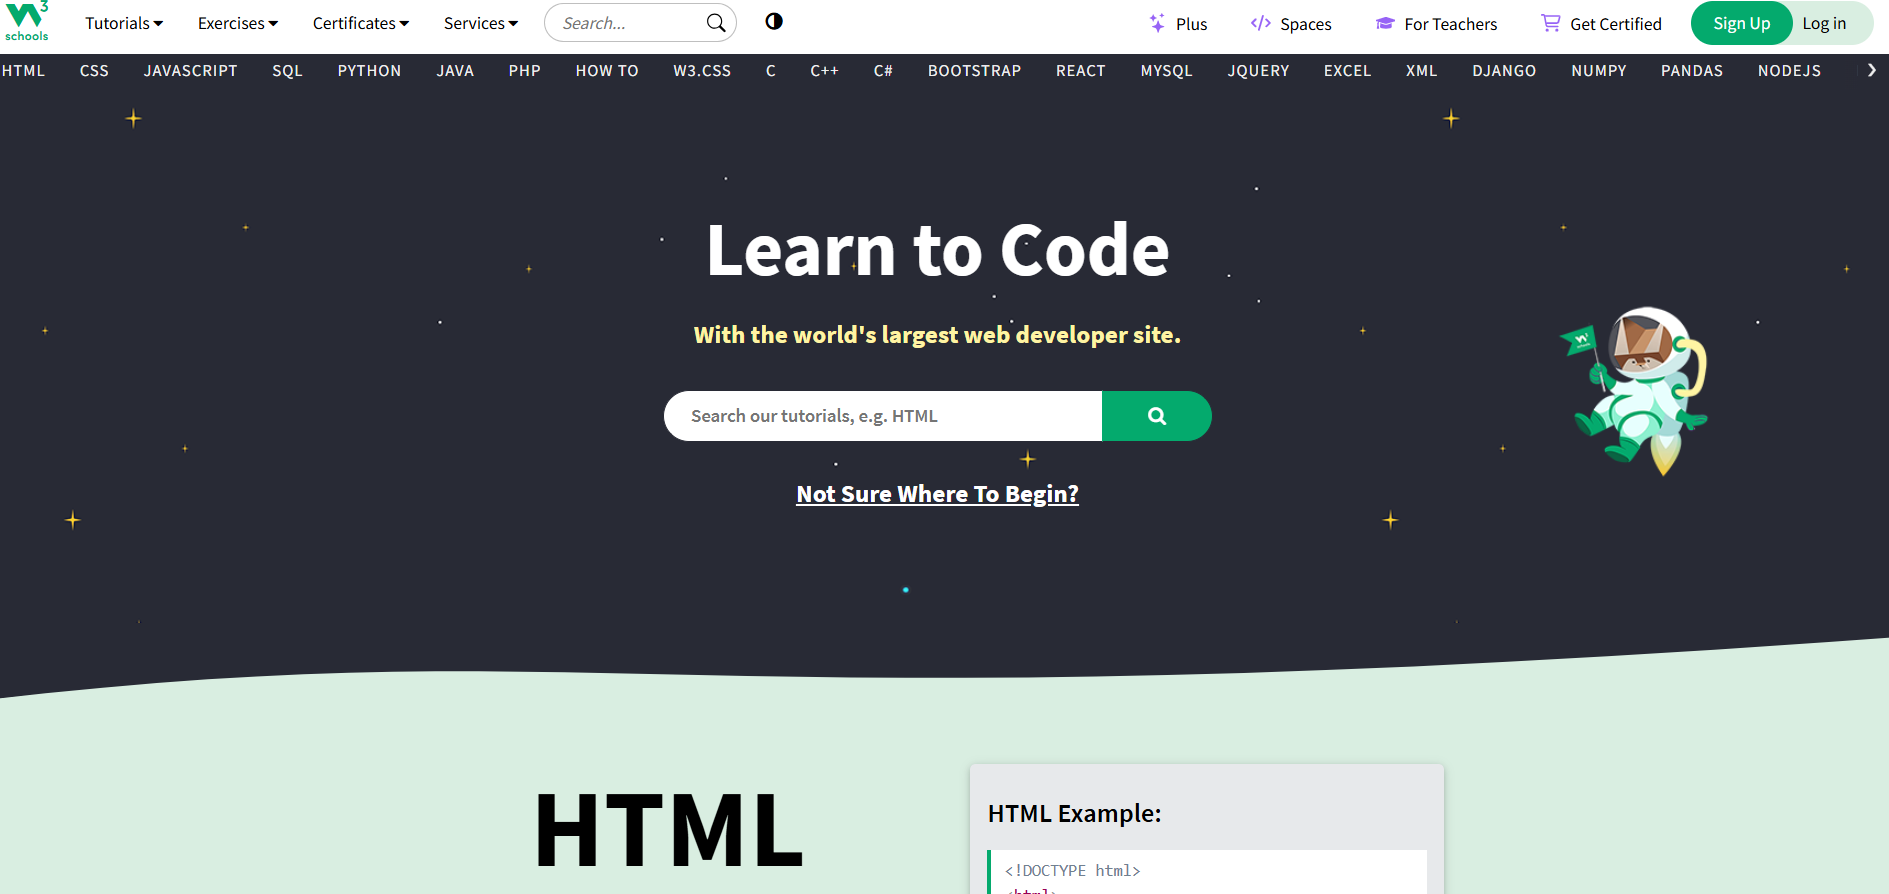 W3 schools
Tutorials Exercises Certificates Services Search... Plus Spaces For Teachers Get Certified Sign Up Log in
HTML CSS JAVASCRIPT SQL PYTHON JAVA PHP HOW TO W3.CSS C C++ C# BOOTSTRAP REACT MYSQL JQUERY EXCEL XML DJANGO NUMPY PANDAS NODEJS
Learn to Code
With the world's largest web developer site.
Search our tutorials, e.g. HTML
Not Sure Where To Begin?
HTML
HTML Example:
<!DOCTYPE html>
<html>